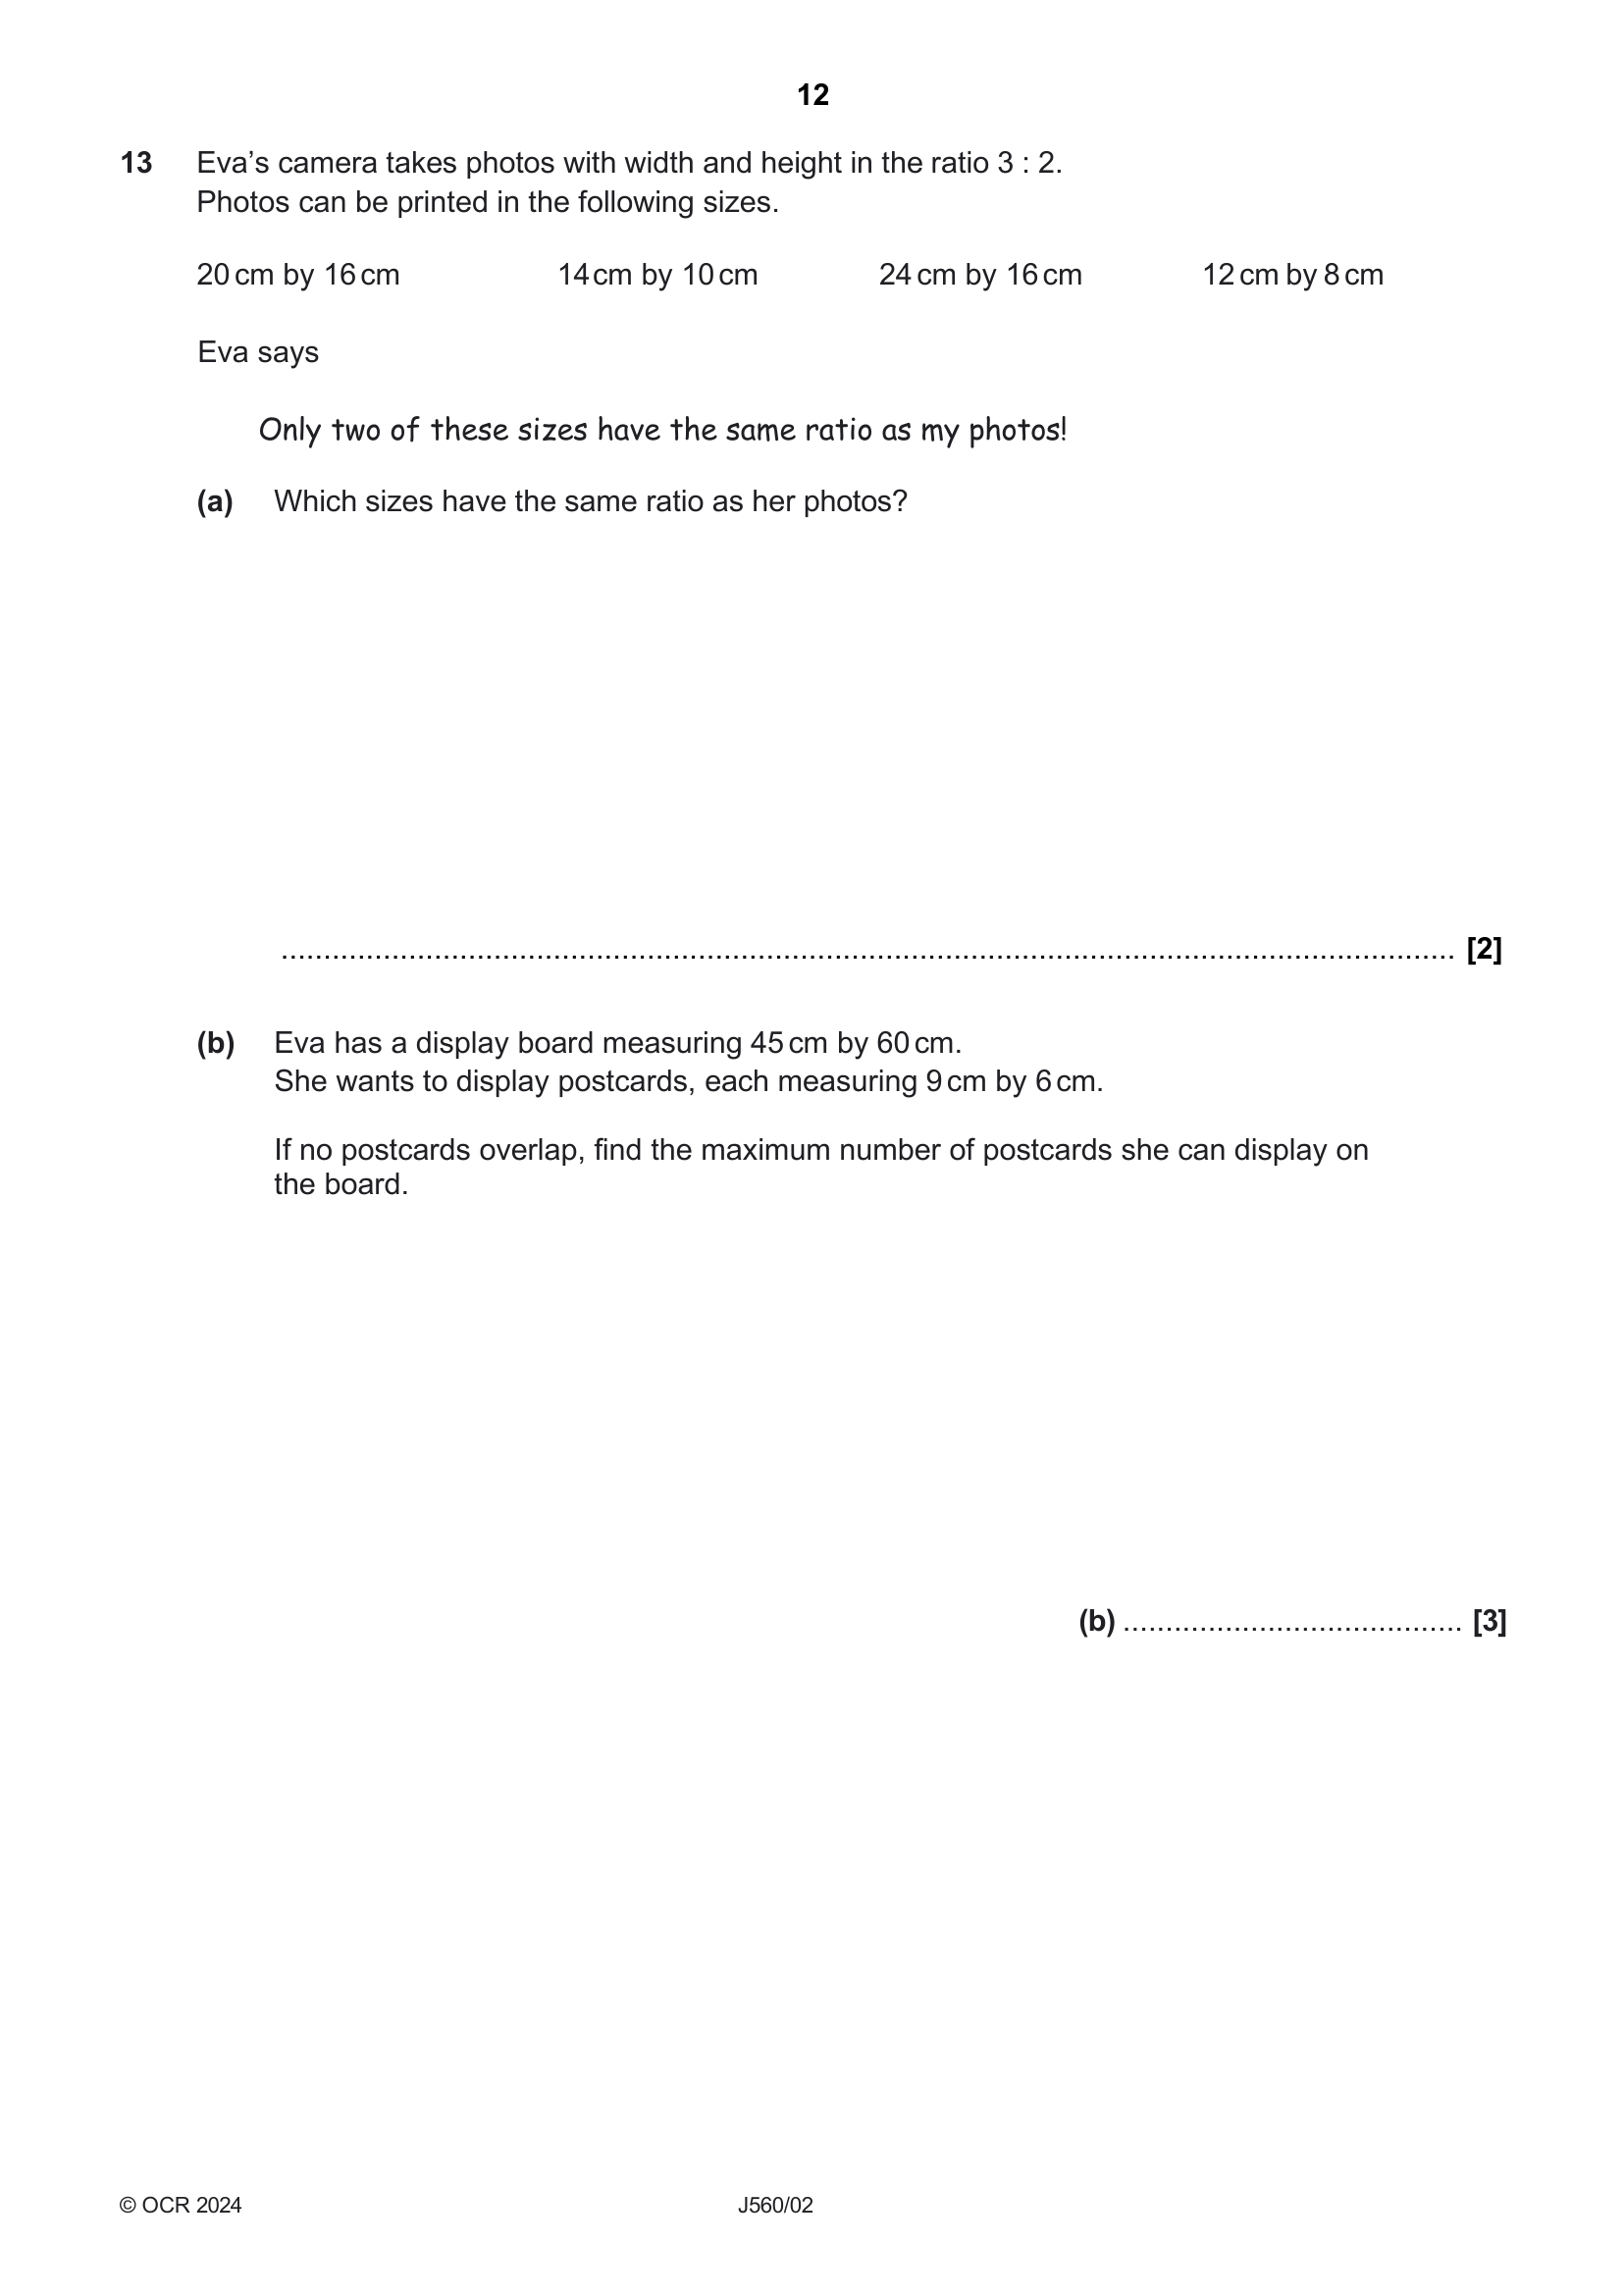 12
13 Eva’s camera takes photos with width and height in the ratio 3 : 2.
Photos can be printed in the following sizes.
20 cm by 16 cm 14 cm by 10 cm 24 cm by 16 cm 12 cm by 8 cm
Eva says
Only two of these sizes have the same ratio as my photos!
(a) Which sizes have the same ratio as her photos?
.......................................................................................................................................... [2]
(b) Eva has a display board measuring 45 cm by 60 cm.
She wants to display postcards, each measuring 9 cm by 6 cm.
If no postcards overlap, find the maximum number of postcards she can display on
the board.
(b) ........................................ [3]
© OCR 2024 J560/02